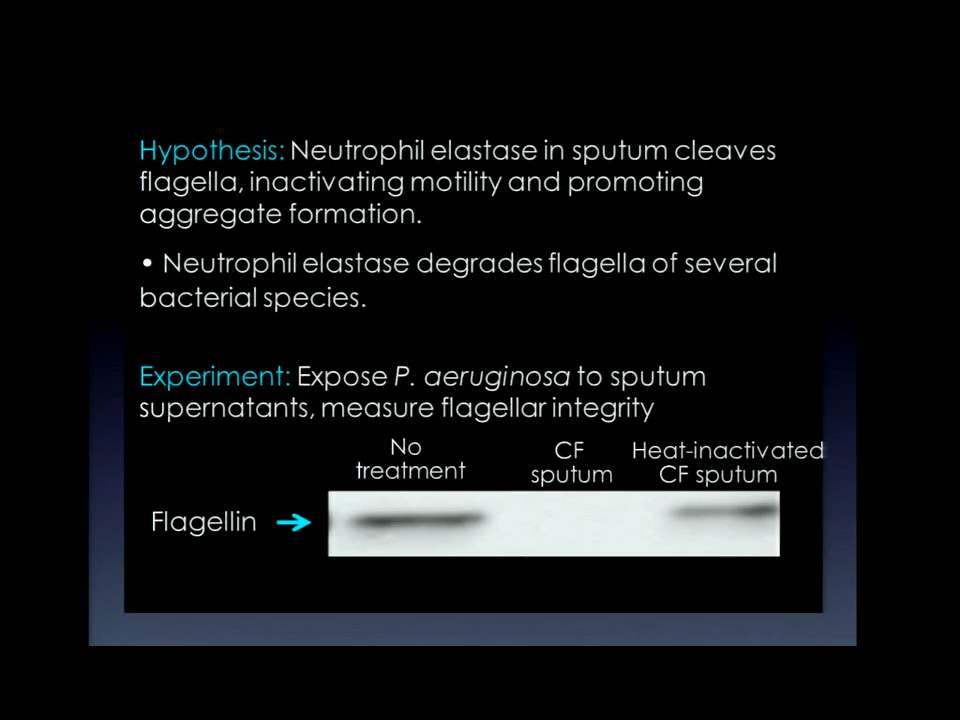 Hypothesis: Neutrophil elastase in sputum cleaves
flagella, inactivating motility and promoting
aggregate formation.
• Neutrophil elastase degrades flagella of several
bacterial species.
Experiment: Expose P. aeruginosa to sputum
supernatants, measure flagellar integrity
No
treatment
CF
sputum
Heat-inactivated
CF sputum
Flagellin